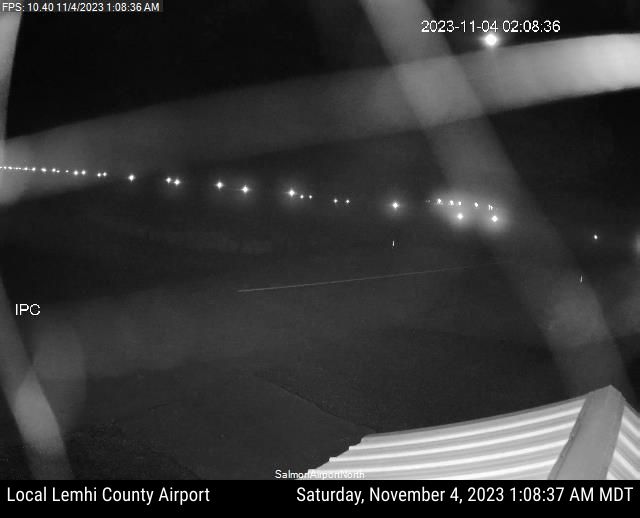 FPS: 10.40 11/4/2023 1:08:36 AM
2023-11-04 02:08:36
IPC
SalmonAirportNorth
Local Lemhi County Airport
Saturday, November 4, 2023 1:08:37 AM MDT